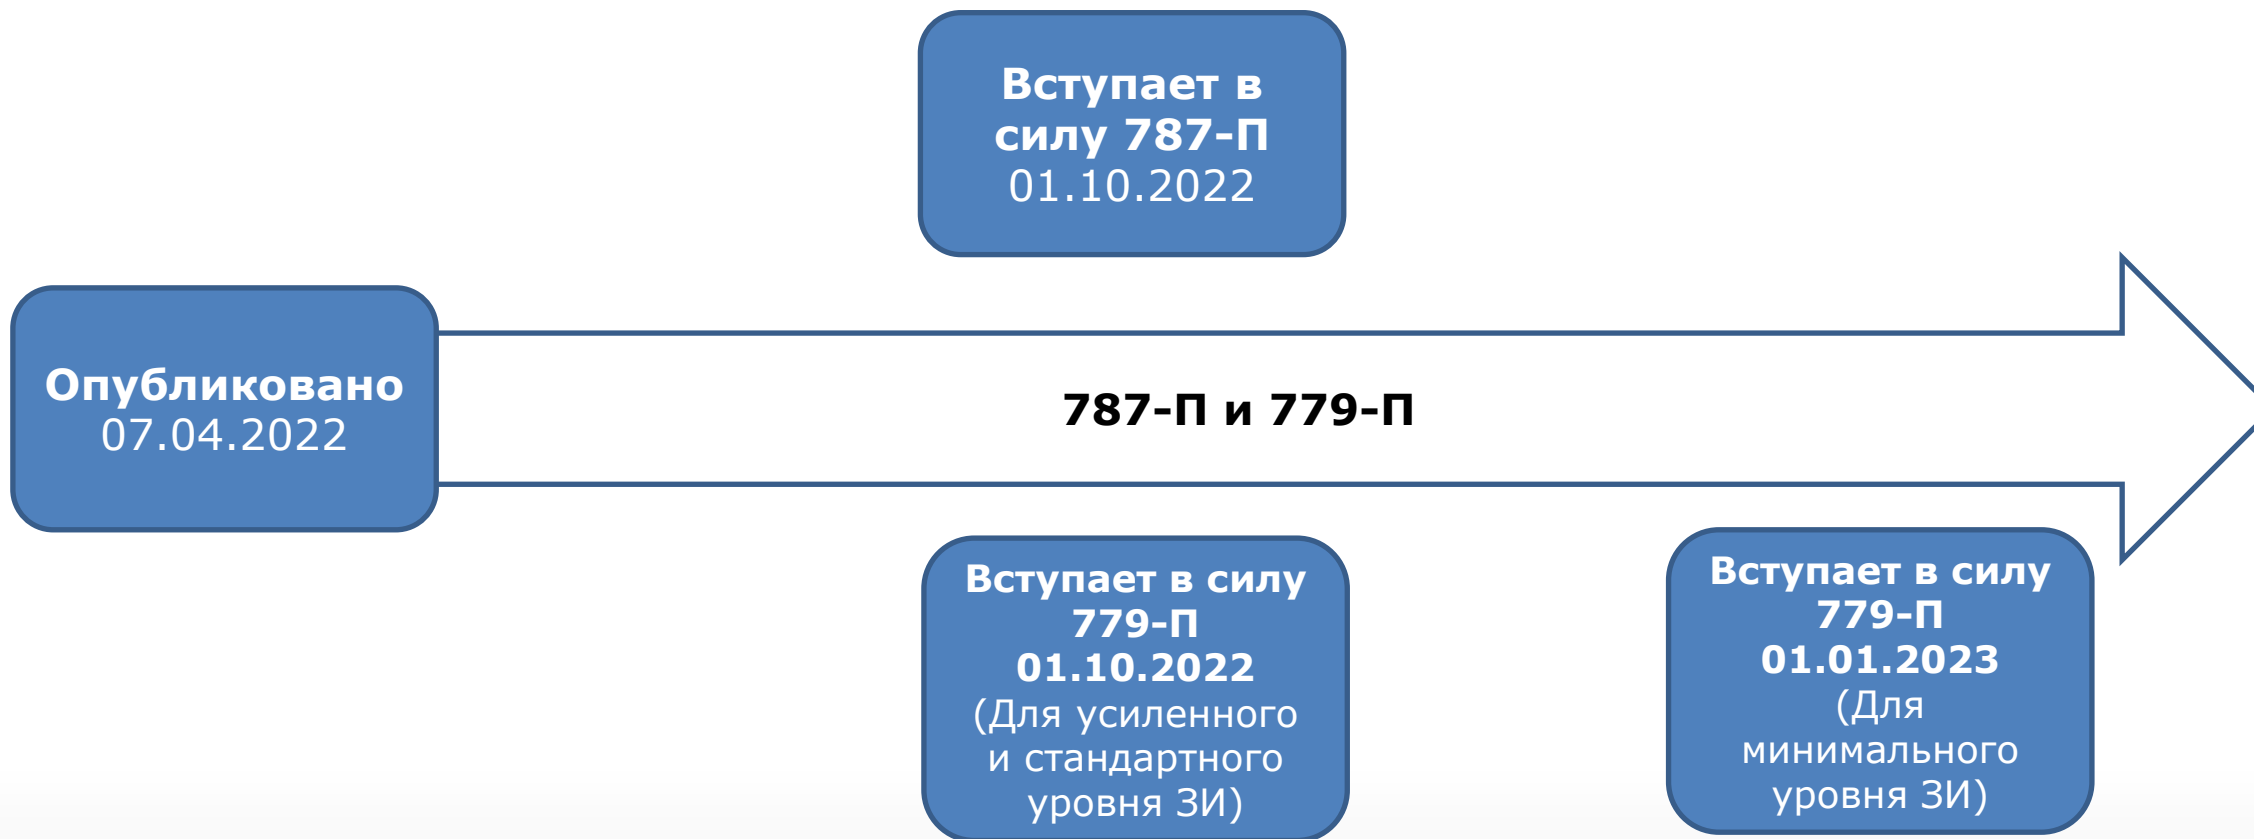 Вступает в
силу 787-П
01.10.2022
Опубликовано
07.04.2022
787-П и 779-П
Вступает в силу
779-П
01.10.2022
(Для усиленного
и стандартного
уровня ЗИ)
Вступает в силу
779-П
01.01.2023
(Для
минимального
уровня ЗИ)